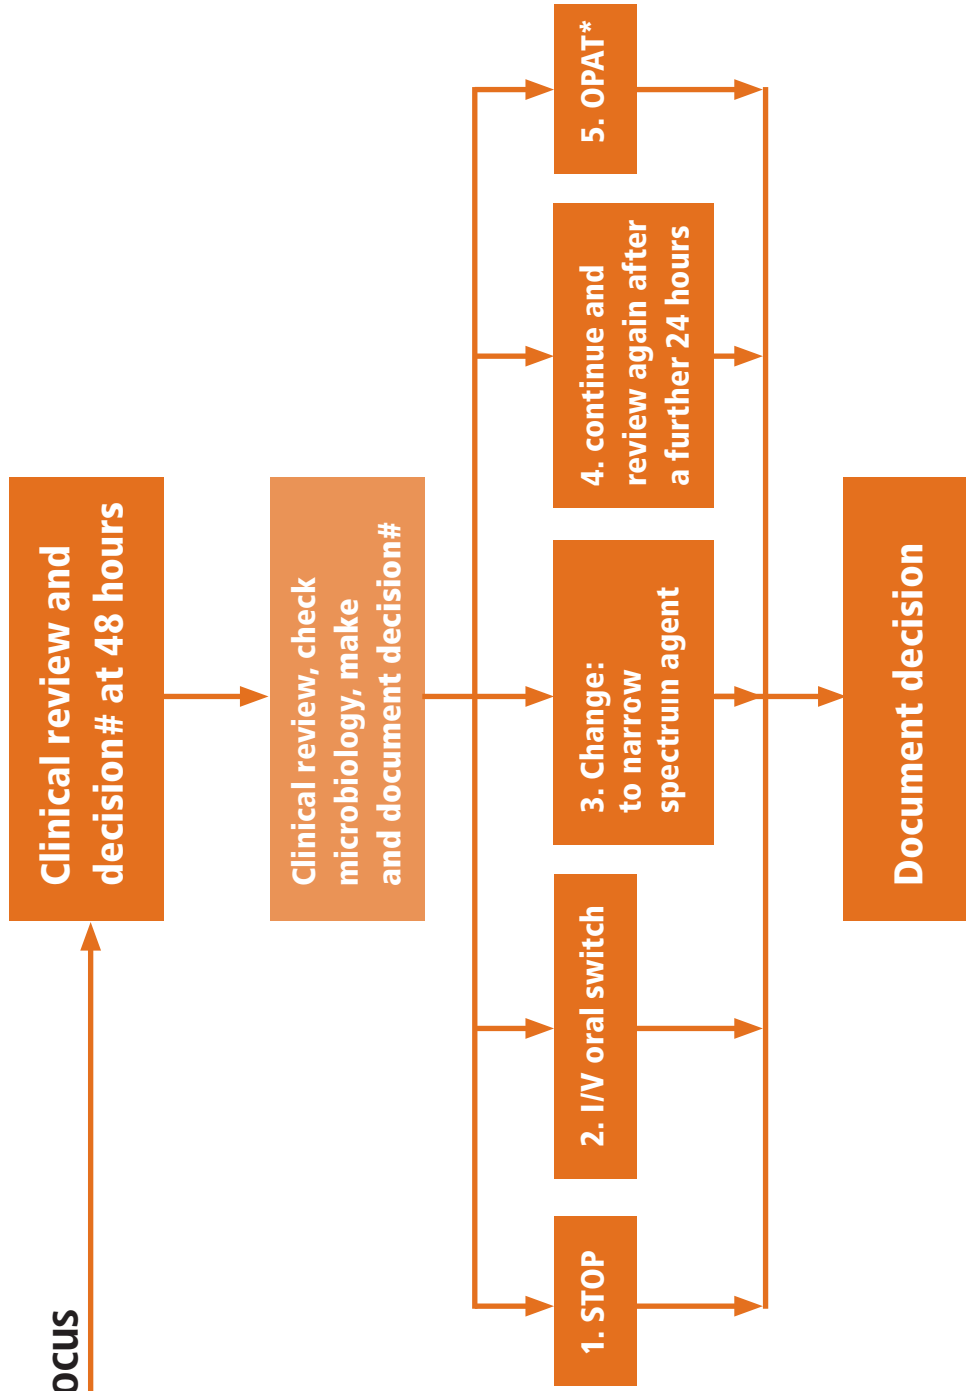 Clinical review and
decision# at 48 hours
Clinical review, check
microbiology, make
and document decision#
1. STOP
2. I/V oral switch
3. Change:
to narrow
spectrum agent
4. continue and
review again after
a further 24 hours
5. OPAT*
Document decision
ocus